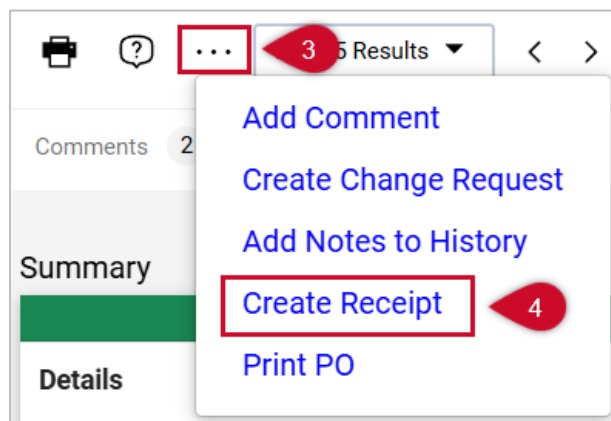 ? ... 3 5 Results
Comments 2
Add Comment
Create Change Request
Add Notes to History
Summary
Create Receipt 4
Print PO
Details